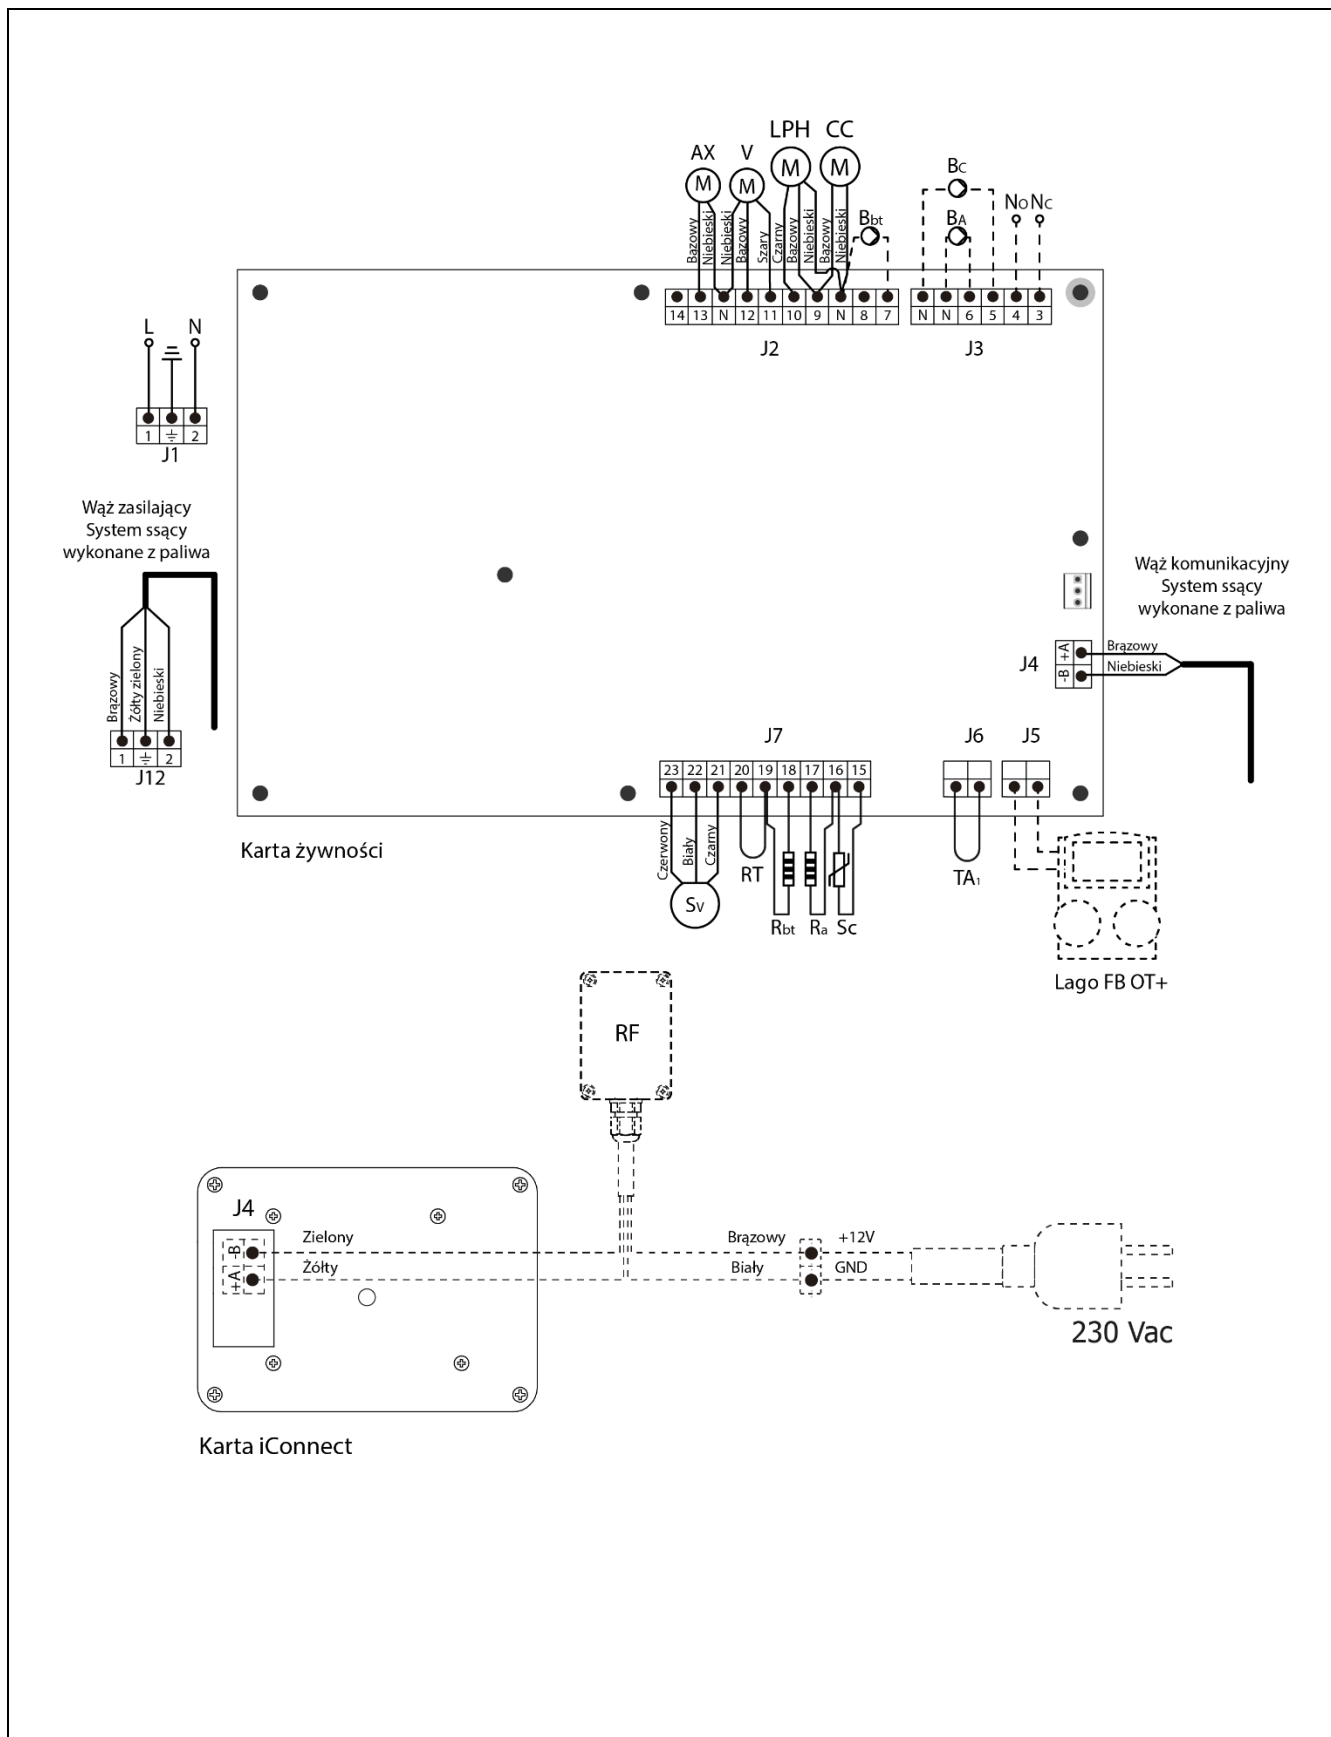 LPH CC
AX V
M M M M
Bazowy
Niebieski
Niebieski
Bazowy
Szary
Czarny
Bazowy
Niebieski
Bazowy
Niebieski
Bbt
Bc
BA
No Nc
14 13 N 12 11 10 9 N 8 7
N N 6 5 4 3
J2
J3
L N
1 2
J1
Wąż zasilający
System ssący
wykonane z paliwa
Brązowy
Żółty zielony
Niebieski
1 2
J12
Wąż komunikacyjny
System ssący
wykonane z paliwa
J4
+A
-B
Brązowy
Niebieski
J7
J6
J5
23 22 21 20 19 18 17 16 15
Czerwony
Biały
Czarny
Sv
RT
Rbt
Ra
Sc
TA1
Karta żywności
Lago FB OT+
RF
J4
-B
+A
Zielony
Żółty
Brązowy
Biały
+12V
GND
230 Vac
Karta iConnect